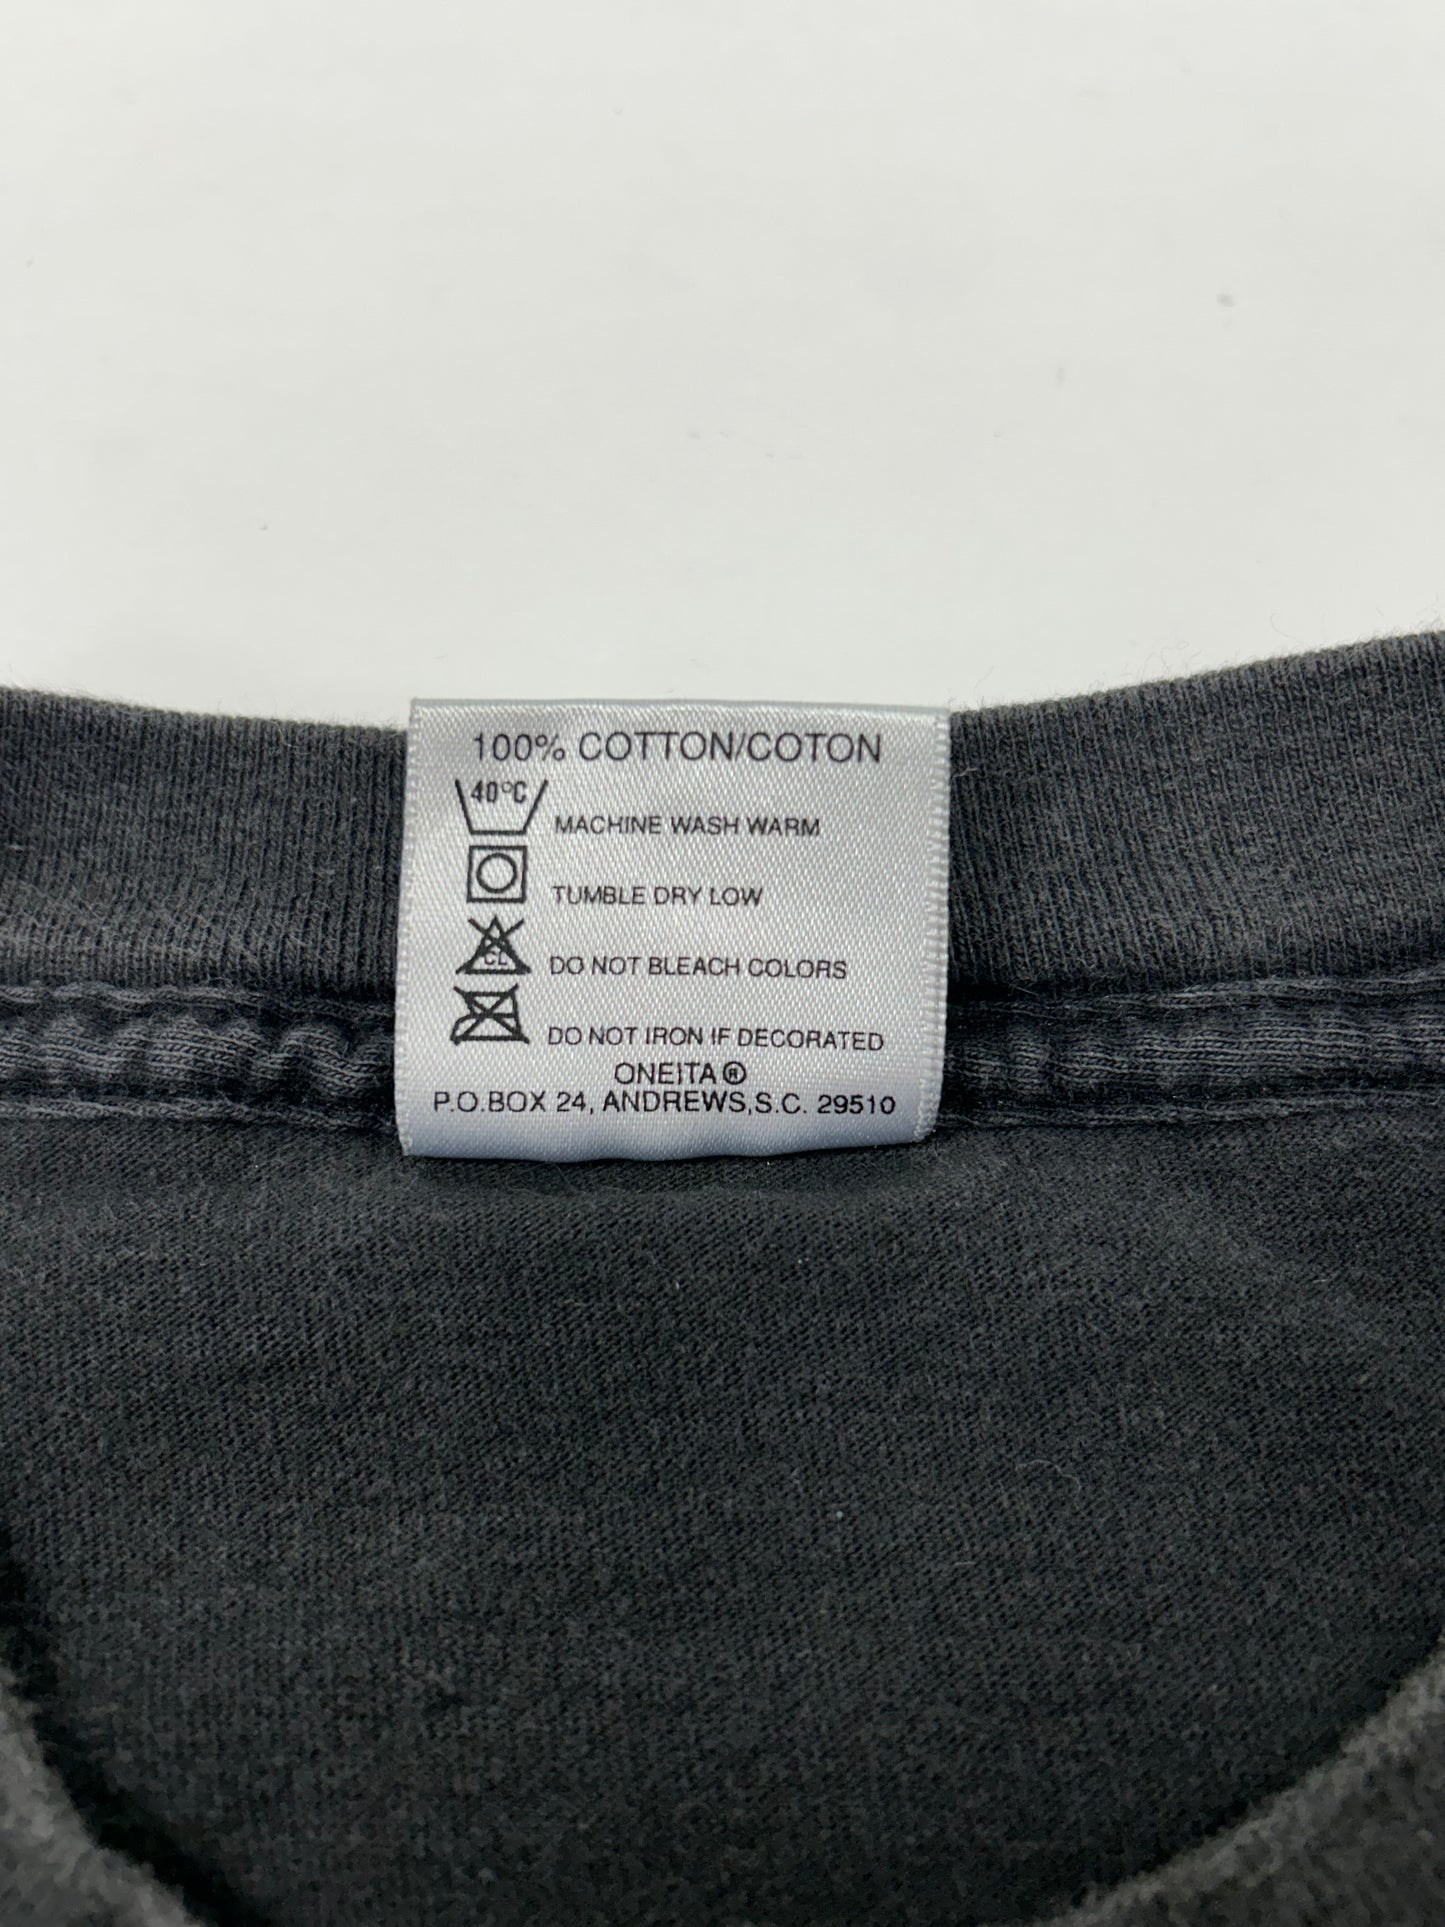 100% COTTON/COTON
40°C MACHINE WASH WARM
TUMBLE DRY LOW
CL DO NOT BLEACH COLORS
DO NOT IRON IF DECORATED
ONEITA®
P.O.BOX 24, ANDREWS,S.C. 29510